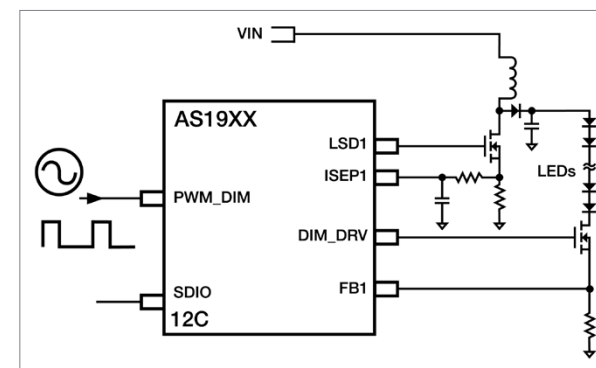 VIN
AS19XX
LSD1
ISEP1
LEDs
PWM_DIM
DIM_DRV
SDIO
FB1
12C